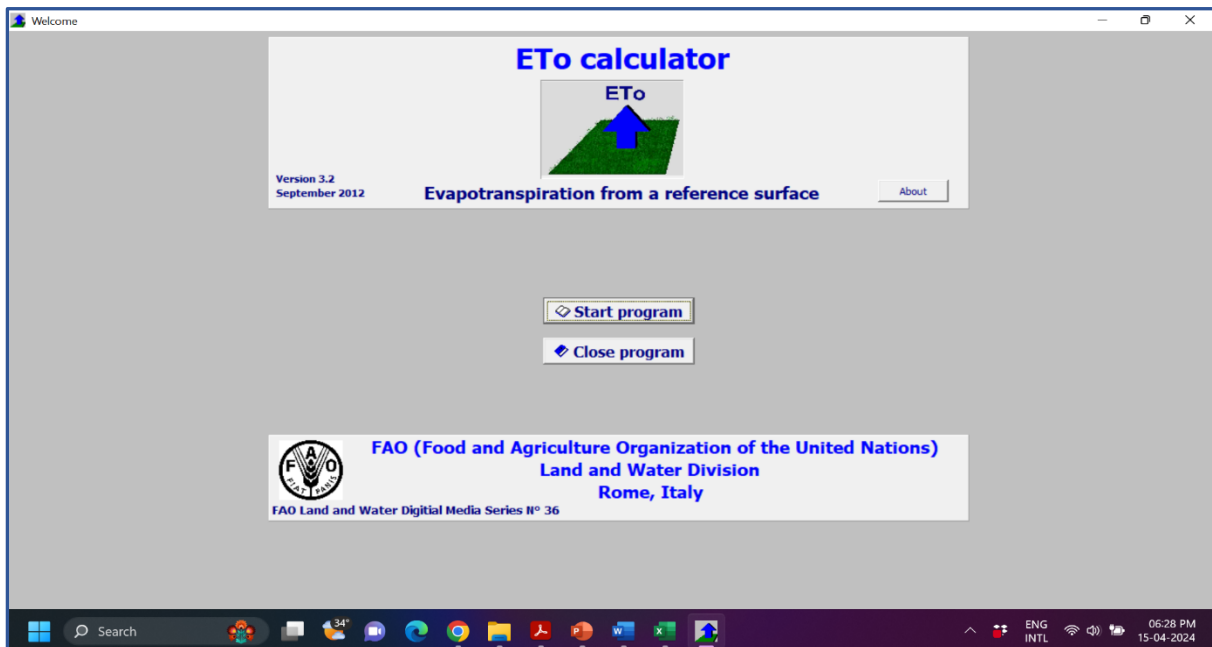 Welcome
ETo calculator
ETo
Version 3.2
September 2012
Evapotranspiration from a reference surface
About
Start program
Close program
FAO (Food and Agriculture Organization of the United Nations)
Land and Water Division
Rome, Italy
F A O
FIAT PANIS
FAO Land and Water Digitial Media Series N° 36
Search
34°
ENG
INTL
06:28 PM
15-04-2024